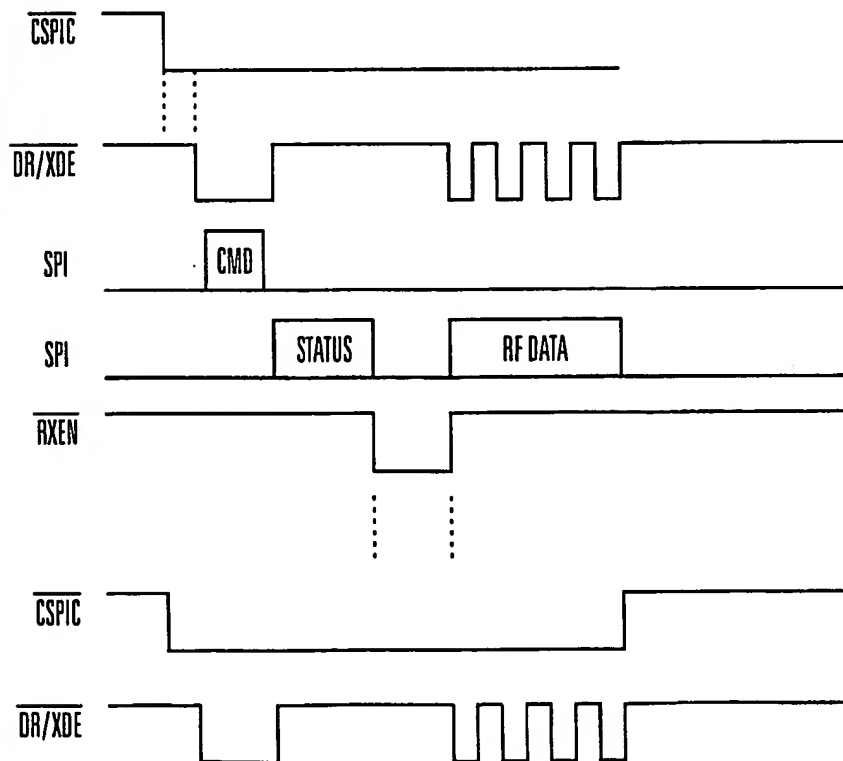 CSPIC
DR/XDE
SPI CMD
SPI STATUS RF DATA
RXEN
CSPIC
DR/XDE